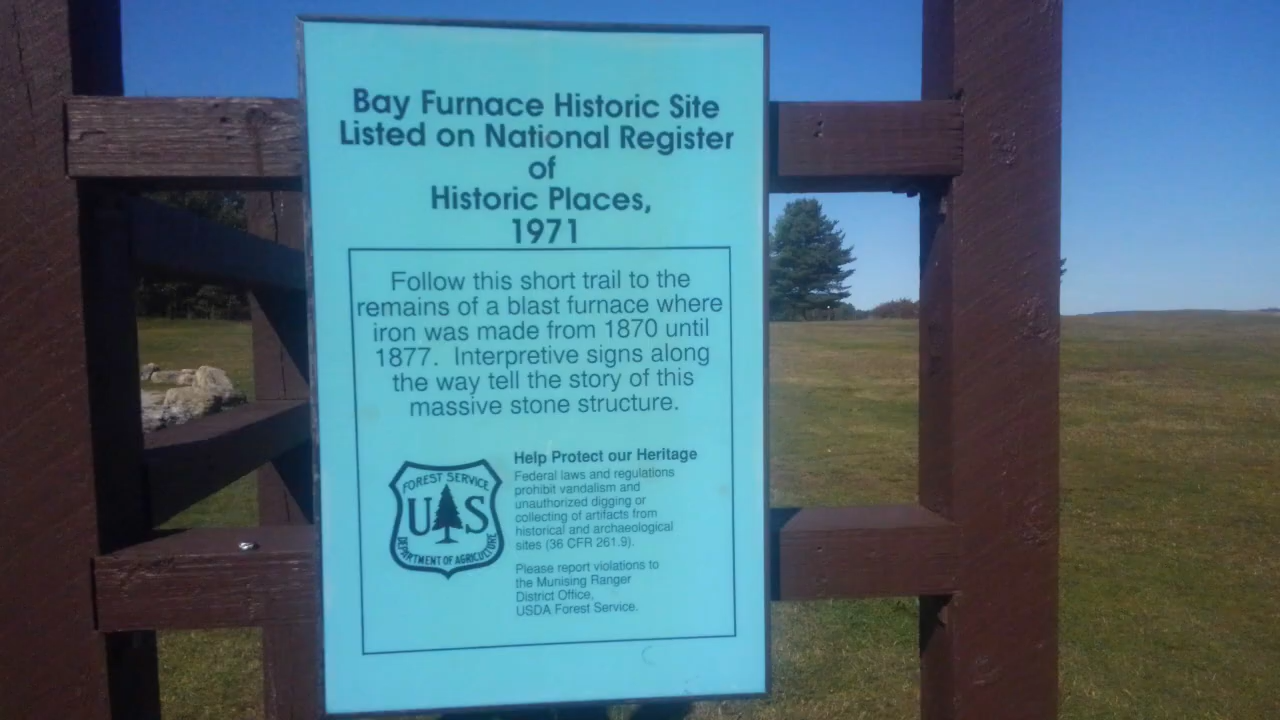 Bay Furnace Historic Site
Listed on National Register
of
Historic Places,
1971
Follow this short trail to the
remains of a blast furnace where
iron was made from 1870 until
1877. Interpretive signs along
the way tell the story of this
massive stone structure.
FOREST SERVICE
U S
DEPARTMENT OF AGRICULTURE
Help Protect our Heritage
Federal laws and regulations
prohibit vandalism and
unauthorized digging or
collecting of artifacts from
historical and archaeological
sites (36 CFR 261.9).
Please report violations to
the Munising Ranger
District Office,
USDA Forest Service.